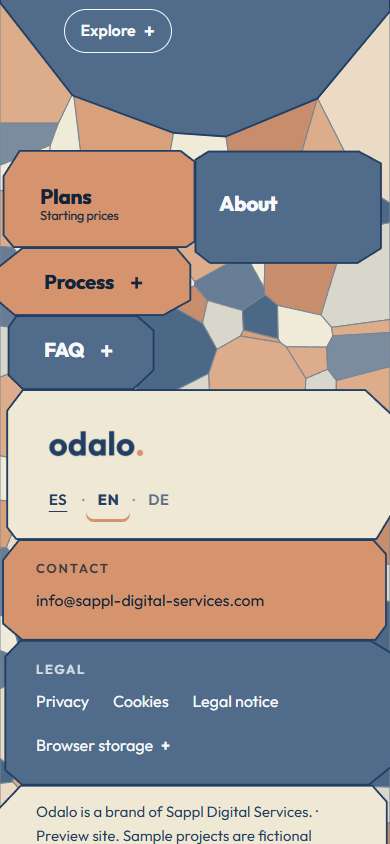 Explore +
Plans
Starting prices
About
Process +
FAQ +
odalo.
ES · EN · DE
CONTACT
info@sappl-digital-services.com
LEGAL
Privacy Cookies Legal notice
Browser storage +
Odalo is a brand of Sappl Digital Services. ·
Preview site. Sample projects are fictional